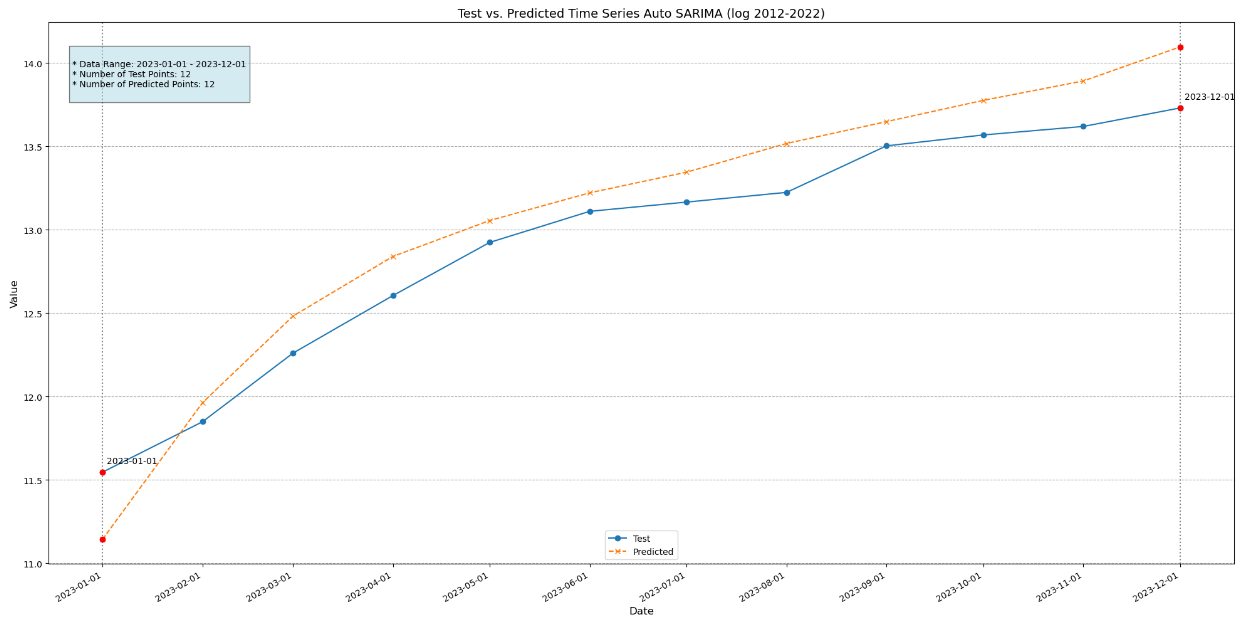 Test vs. Predicted Time Series Auto SARIMA (log 2012-2022)
* Data Range: 2023-01-01 - 2023-12-01
* Number of Test Points: 12
* Number of Predicted Points: 12
14.0
13.5
13.0
12.5
12.0
11.5
11.0
Value
2023-12-01
2023-01-01
Test
Predicted
2023-01-01
2023-02-01
2023-03-01
2023-04-01
2023-05-01
2023-06-01
2023-07-01
2023-08-01
2023-09-01
2023-10-01
2023-11-01
2023-12-01
Date